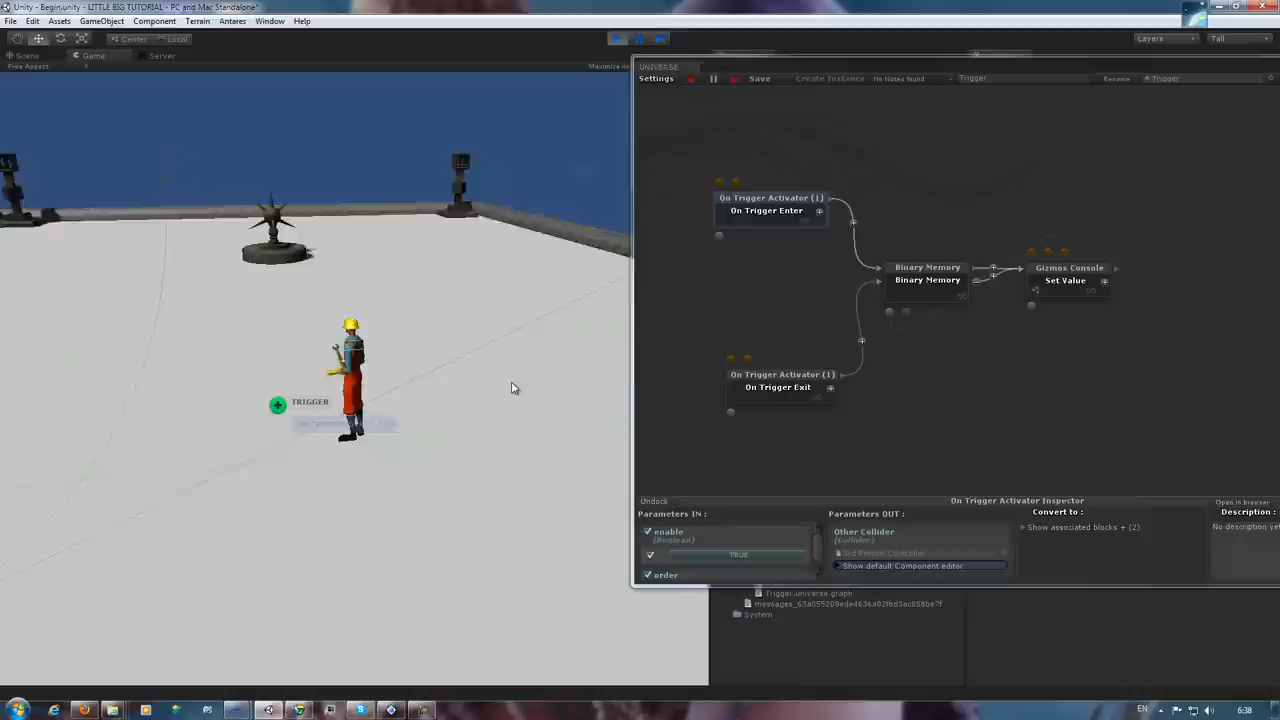 Unity - Begin.unity - LITTLE BIG TUTORIAL - PC and Mac Standalone*
File Edit Assets GameObject Component Terrain Antares Window Help
Center Local Layers Tall
Scene Game Server
Free Aspect Maximize
UNIVERSE
Settings Save Create Instance No Notes found Trigger Rename Trigger
On Trigger Activator (1)
On Trigger Enter
Binary Memory
Binary Memory
Gizmos Console
Set Value
On Trigger Activator (1)
On Trigger Exit
TRIGGER
Undock On Trigger Activator Inspector Open in browser
Parameters IN : Parameters OUT : Convert to : Description :
enable
(Boolean)
TRUE
order
Other Collider
(Collider)
3rd Person Controller
Show default Component editor
Show associated blocks + (2)
No description ye
Trigger.universe.graph
System
EN 6:38